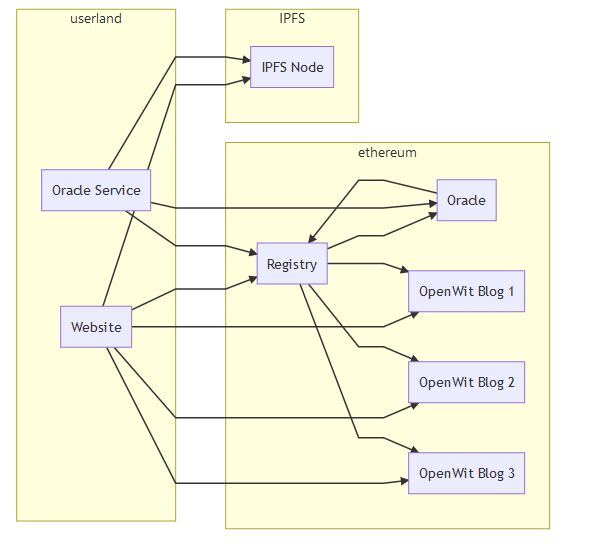 userland
IPFS
IPFS Node
ethereum
Oracle Service
Oracle
Registry
OpenWit Blog 1
Website
OpenWit Blog 2
OpenWit Blog 3